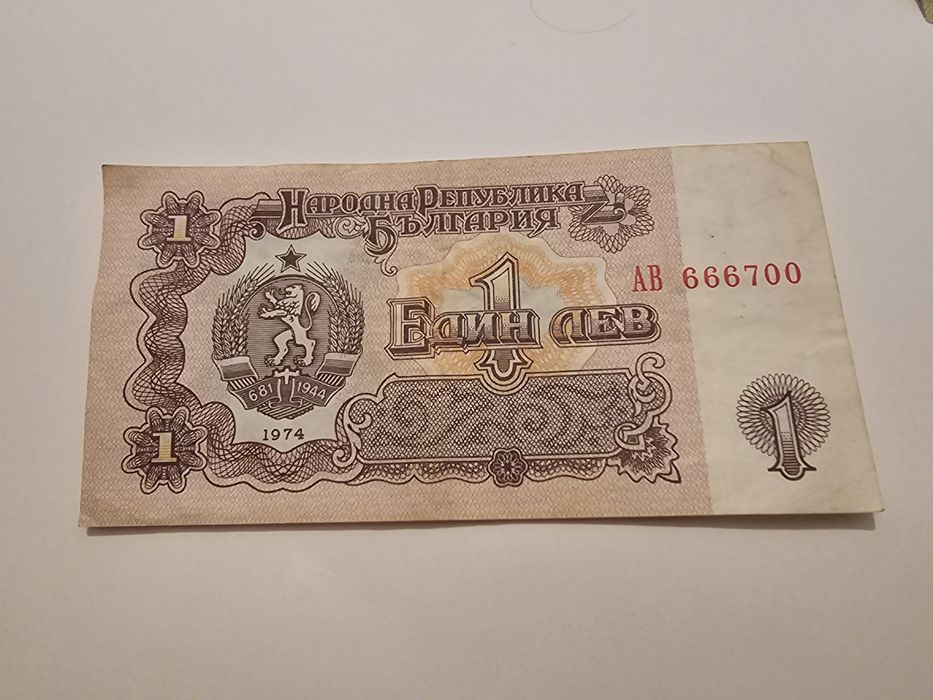 Народна Република
България
1
АВ 666700
1
Един лев
681 1944
1974
1
1